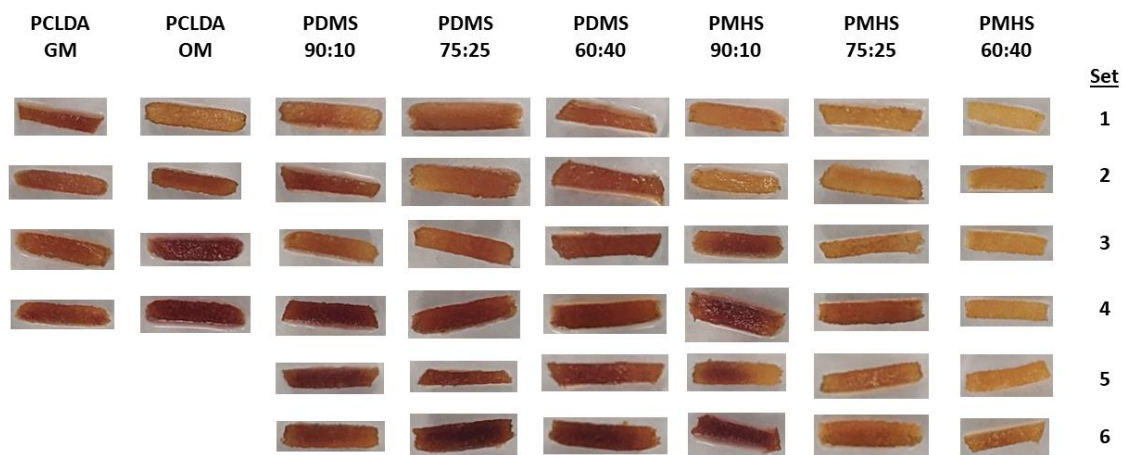 PCLDA PCLDA PDMS PDMS PDMS PMHS PMHS PMHS
GM OM 90:10 75:25 60:40 90:10 75:25 60:40
Set
1
2
3
4
5
6